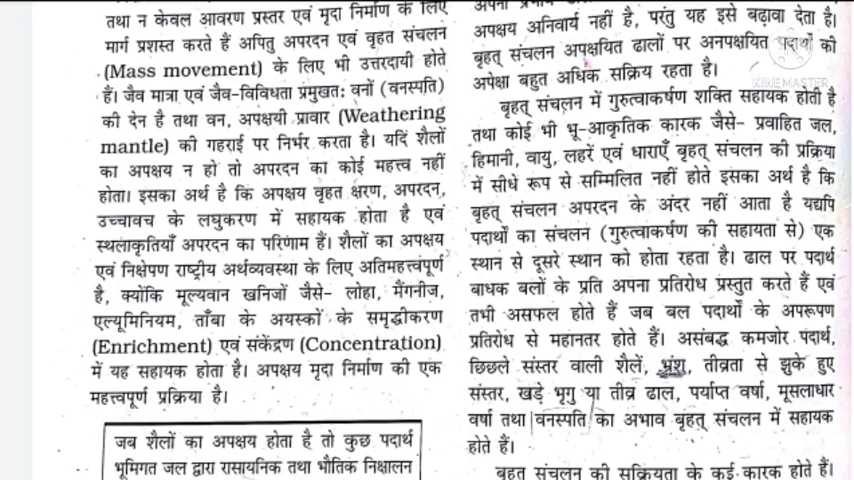 तथा न केवल आवरण प्रस्तर एवं मृदा निर्माण के लिए
मार्ग प्रशस्त करते हैं अपितु अपरदन एवं वृहत संचलन
(Mass movement) के लिए भी उत्तरदायी होते
हैं। जैव मात्रा एवं जैव-विविधता प्रमुखतः वनों (वनस्पति)
की देन है तथा वन, अपक्षयी प्रावार (Weathering
mantle) की गहराई पर निर्भर करता है। यदि शैलों
का अपक्षय न हो तो अपरदन का कोई महत्त्व नहीं
होता। इसका अर्थ है कि अपक्षय वृहत क्षरण, अपरदन,
उच्चावच के लघुकरण में सहायक होता है एवं
स्थलाकृतियाँ अपरदन का परिणाम हैं। शैलों का अपक्षय
एवं निक्षेपण राष्ट्रीय अर्थव्यवस्था के लिए अतिमहत्त्वपूर्ण
है, क्योंकि मूल्यवान खनिजों जैसे- लोहा, मैंगनीज,
एल्यूमिनियम, ताँबा के अयस्कों के समृद्धीकरण
(Enrichment) एवं संकेंद्रण (Concentration)
में यह सहायक होता है। अपक्षय मृदा निर्माण की एक
महत्त्वपूर्ण प्रक्रिया है।
जब शैलों का अपक्षय होता है तो कुछ पदार्थ
भूमिगत जल द्वारा रासायनिक तथा भौतिक निक्षालन
अपक्षय अनिवार्य नहीं है, परंतु यह इसे बढ़ावा देता है।
बृहत् संचलन अपक्षयित ढालों पर अनपक्षयित पदार्थों की
अपेक्षा बहुत अधिक सक्रिय रहता है।
बृहत् संचलन में गुरुत्वाकर्षण शक्ति सहायक होती है
तथा कोई भी भू-आकृतिक कारक जैसे- प्रवाहित जल,
हिमानी, वायु, लहरें एवं धाराएँ बृहत् संचलन की प्रक्रिया
में सीधे रूप से सम्मिलित नहीं होते इसका अर्थ है कि
बृहत् संचलन अपरदन के अंदर नहीं आता है यद्यपि
पदार्थों का संचलन (गुरुत्वाकर्षण की सहायता से) एक
स्थान से दूसरे स्थान को होता रहता है। ढाल पर पदार्थ
बाधक बलों के प्रति अपना प्रतिरोध प्रस्तुत करते हैं एवं
तभी असफल होते हैं जब बल पदार्थों के अपरूपण
प्रतिरोध से महानतर होते हैं। असंबद्ध कमजोर पदार्थ,
छिछले संस्तर वाली शैलें, भ्रंश, तीव्रता से झुके हुए
संस्तर, खड़े भृगु या तीव्र ढाल, पर्याप्त वर्षा, मूसलाधार
वर्षा तथा वनस्पति का अभाव बृहत् संचलन में सहायक
होते हैं।
बृहत् संचलन की सक्रियता के कई कारक होते हैं।
KINEMASTER